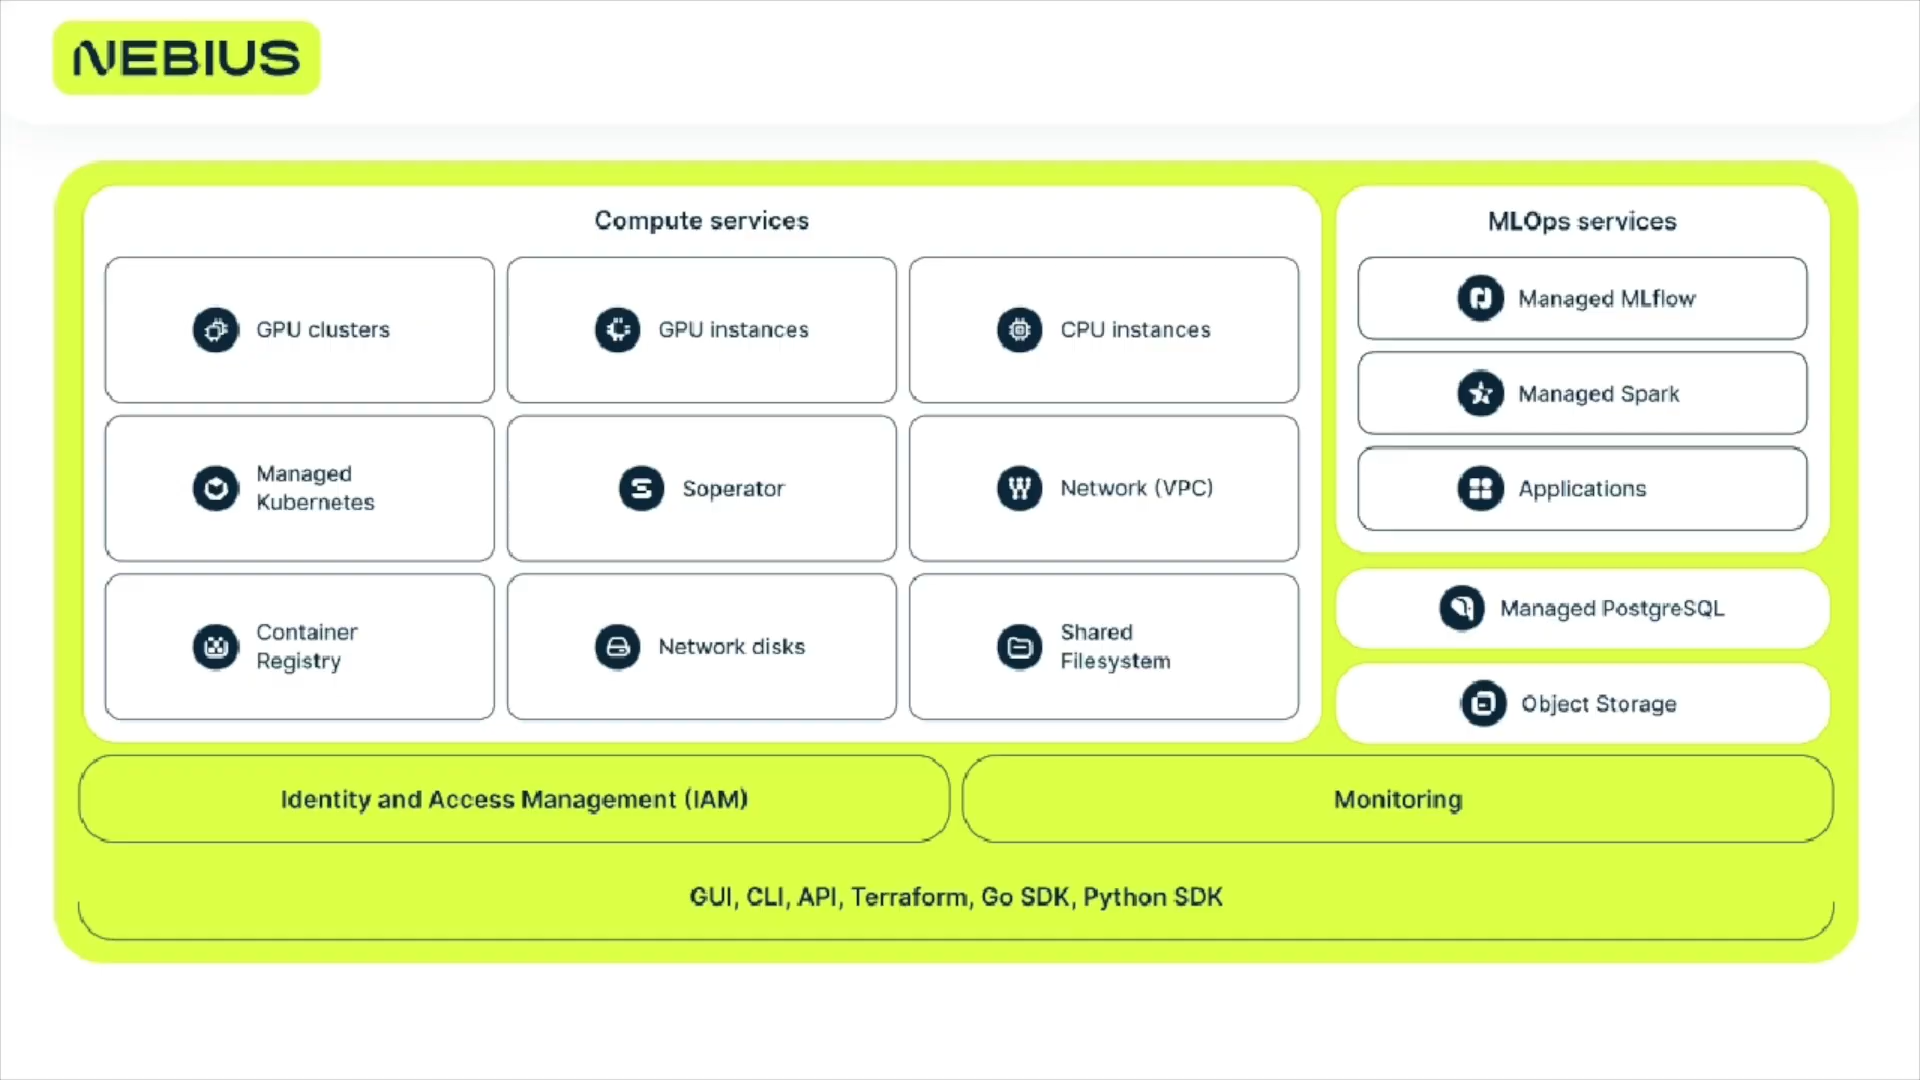 NEBIUS
Compute services
GPU clusters
GPU instances
CPU instances
Managed
Kubernetes
Soperator
Network (VPC)
Container
Registry
Network disks
Shared
Filesystem
MLOps services
Managed MLflow
Managed Spark
Applications
Managed PostgreSQL
Object Storage
Identity and Access Management (IAM)
Monitoring
GUI, CLI, API, Terraform, Go SDK, Python SDK